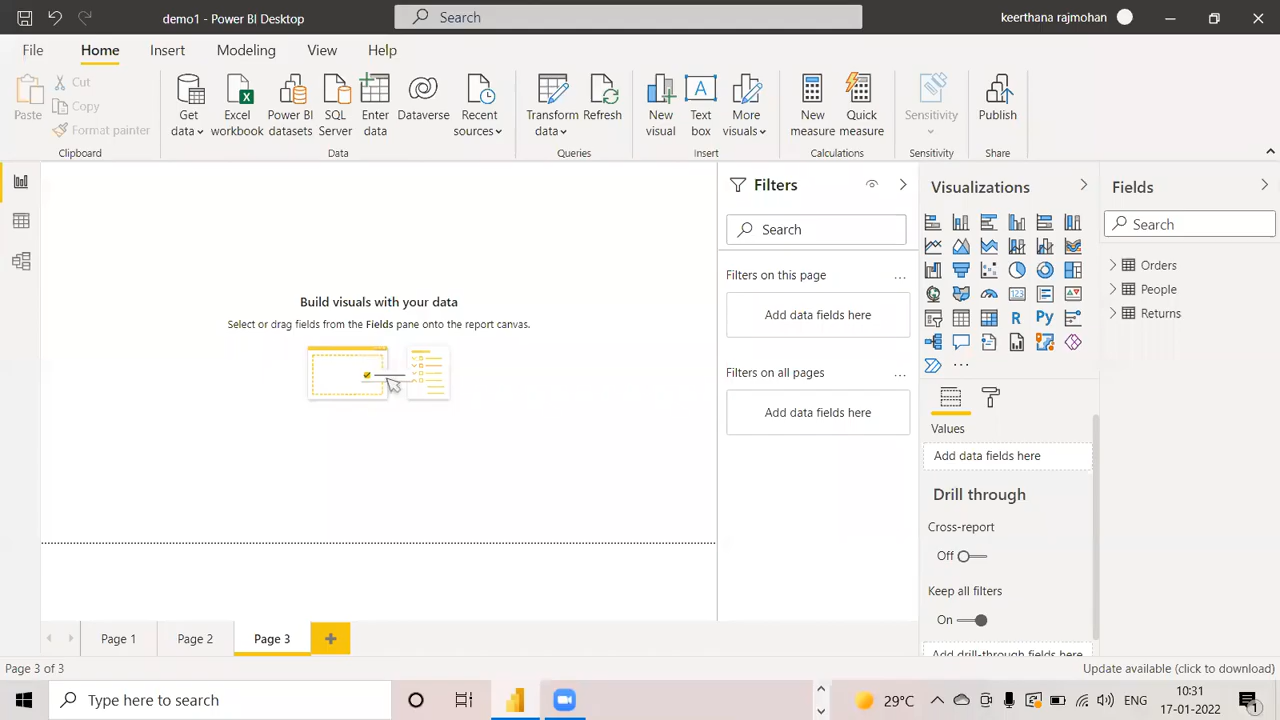 demo1 - Power BI Desktop
Search
keerthana rajmohan
File
Home
Insert
Modeling
View
Help
Paste
Cut
Copy
Format painter
Clipboard
Get data
Excel workbook
Power BI datasets
SQL Server
Enter data
Dataverse
Recent sources
Data
Transform data
Refresh
Queries
New visual
A
Text box
More visuals
Insert
New measure
Quick measure
Calculations
Sensitivity
Sensitivity
Publish
Share
Build visuals with your data
Select or drag fields from the Fields pane onto the report canvas.
Filters
Search
Filters on this page
...
Add data fields here
Filters on all pages
...
Add data fields here
Visualizations
123
R
Py
...
Values
Add data fields here
Drill through
Cross-report
Off
Keep all filters
On
Add drill-through fields here
Fields
Search
Orders
People
Returns
Page 1
Page 2
Page 3
+
Page 3 of 3
Update available (click to download)
Type here to search
29°C
ENG
10:31
17-01-2022
1